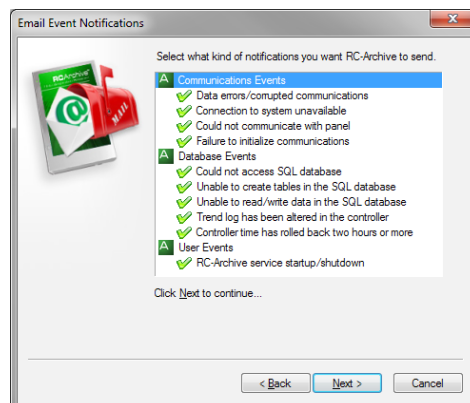 Email Event Notifications
Select what kind of notifications you want RC-Archive to send.
RCArchive
MAIL
Communications Events
Data errors/corrupted communications
Connection to system unavailable
Could not communicate with panel
Failure to initialize communications
Database Events
Could not access SQL database
Unable to create tables in the SQL database
Unable to read/write data in the SQL database
Trend log has been altered in the controller
Controller time has rolled back two hours or more
User Events
RC-Archive service startup/shutdown
Click Next to continue...
< Back
Next >
Cancel